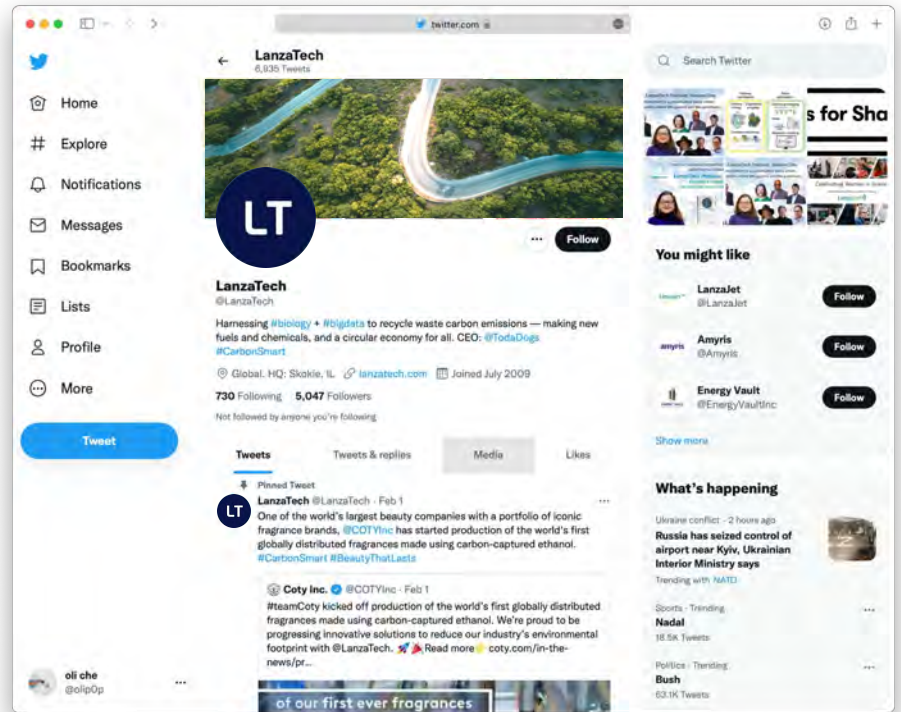 twitter.com
LanzaTech
6,935 Tweets
Search Twitter
Home
Explore
Notifications
Messages
Bookmarks
Lists
Profile
More
Tweet
LT
... Follow
LanzaTech
@LanzaTech
Harnessing #biology + #bigdata to recycle waste carbon emissions — making new
fuels and chemicals, and a circular economy for all. CEO: @TodaDogs
#CarbonSmart
Global. HQ: Skokie, IL lanzatech.com Joined July 2009
730 Following 5,047 Followers
Not followed by anyone you're following
Tweets Tweets & replies Media Likes
Pinned Tweet
LT
LanzaTech @LanzaTech · Feb 1 ...
One of the world's largest beauty companies with a portfolio of iconic
fragrance brands, @COTYInc has started production of the world's first
globally distributed fragrances made using carbon-captured ethanol.
#CarbonSmart #BeautyThatLasts
Coty Inc. @COTYInc · Feb 1
#teamCoty kicked off production of the world's first globally distributed
fragrances made using carbon-captured ethanol. We're proud to be
progressing innovative solutions to reduce our industry's environmental
footprint with @LanzaTech. 🚀 🎉 Read more 👉 coty.com/in-the-
news/pr...
of our first ever fragrances
s for Sha
You might like
LanzaJet
@LanzaJet
Follow
amyris
Amyris
@Amyris
Follow
Energy Vault
@EnergyVaultInc
Follow
Show more
What's happening
Ukraine conflict · 2 hours ago
Russia has seized control of
airport near Kyiv, Ukrainian
Interior Ministry says
Trending with NATO
Sports · Trending ...
Nadal
18.5K Tweets
Politics · Trending ...
Bush
63.1K Tweets
oli che
@olip0p
...